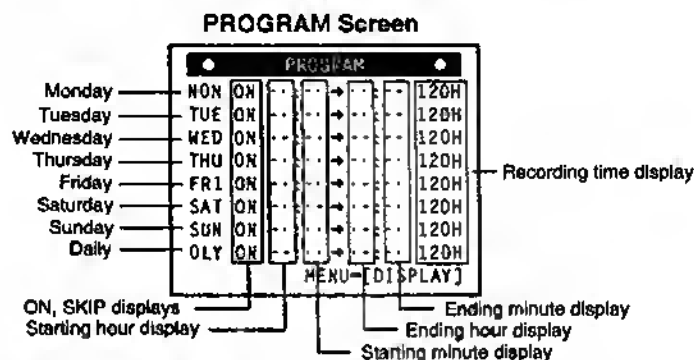 PROGRAM Screen
PROGRAM
Monday MON ON --:-- → --:-- 120H
Tuesday TUE ON --:-- → --:-- 120H
Wednesday WED ON --:-- → --:-- 120H
Thursday THU ON --:-- → --:-- 120H
Friday FRI ON --:-- → --:-- 120H
Saturday SAT ON --:-- → --:-- 120H
Sunday SUN ON --:-- → --:-- 120H
Daily DLY ON --:-- → --:-- 120H
Recording time display
MENU-[DISPLAY]
ON, SKIP displays
Ending minute display
Starting hour display
Ending hour display
Starting minute display